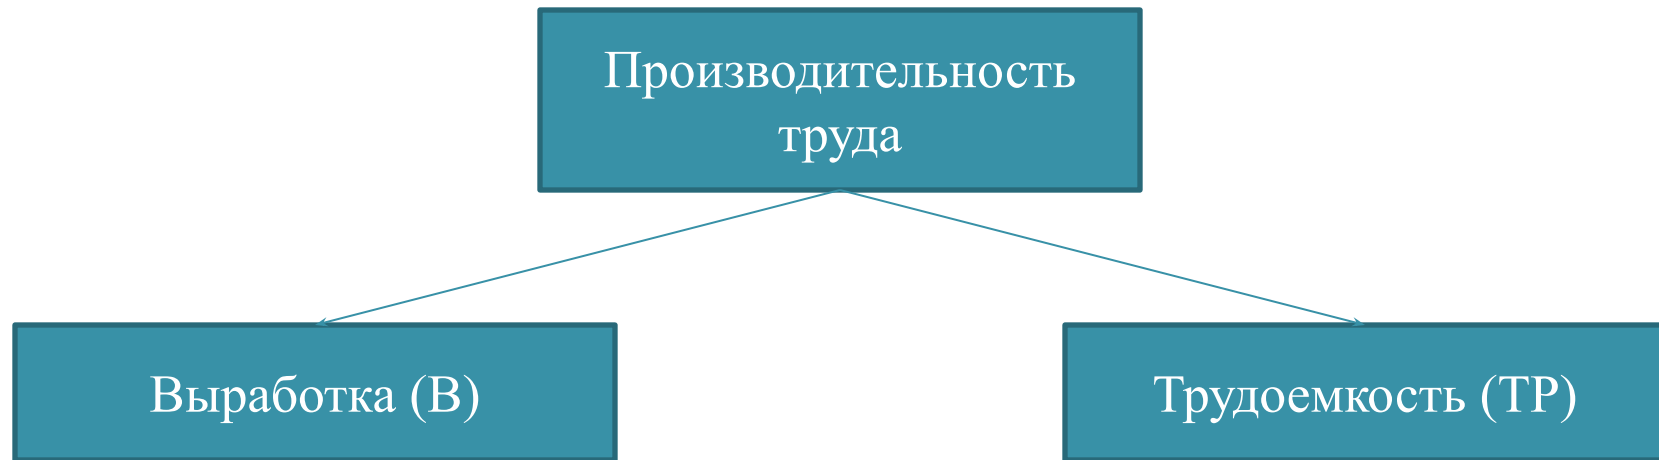 Производительность
труда
Выработка (В)
Трудоемкость (ТР)